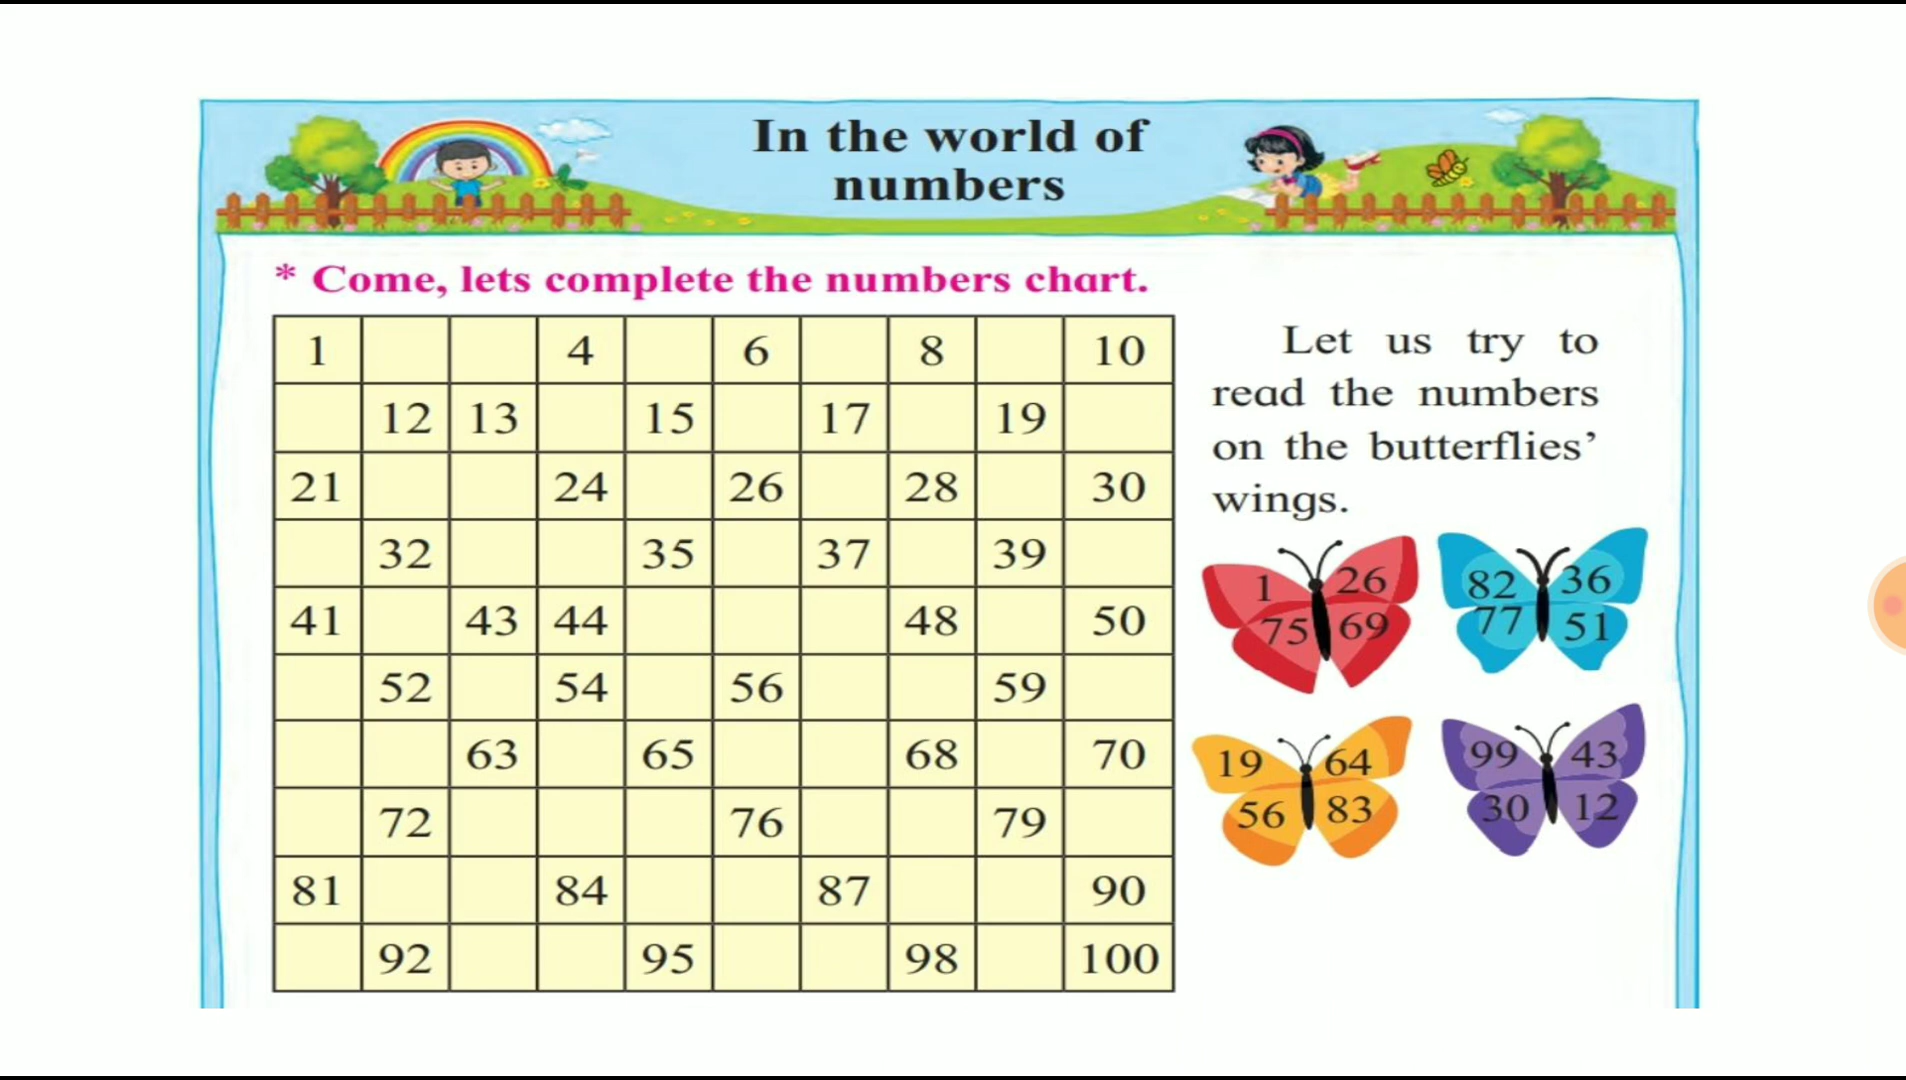 In the world of
numbers
* Come, lets complete the numbers chart.
1 4 6 8 10
12 13 15 17 19
21 24 26 28 30
32 35 37 39
41 43 44 48 50
52 54 56 59
63 65 68 70
72 76 79
81 84 87 90
92 95 98 100
Let us try to
read the numbers
on the butterflies’
wings.
1 26
75 69
82 36
77 51
19 64
56 83
99 43
30 12